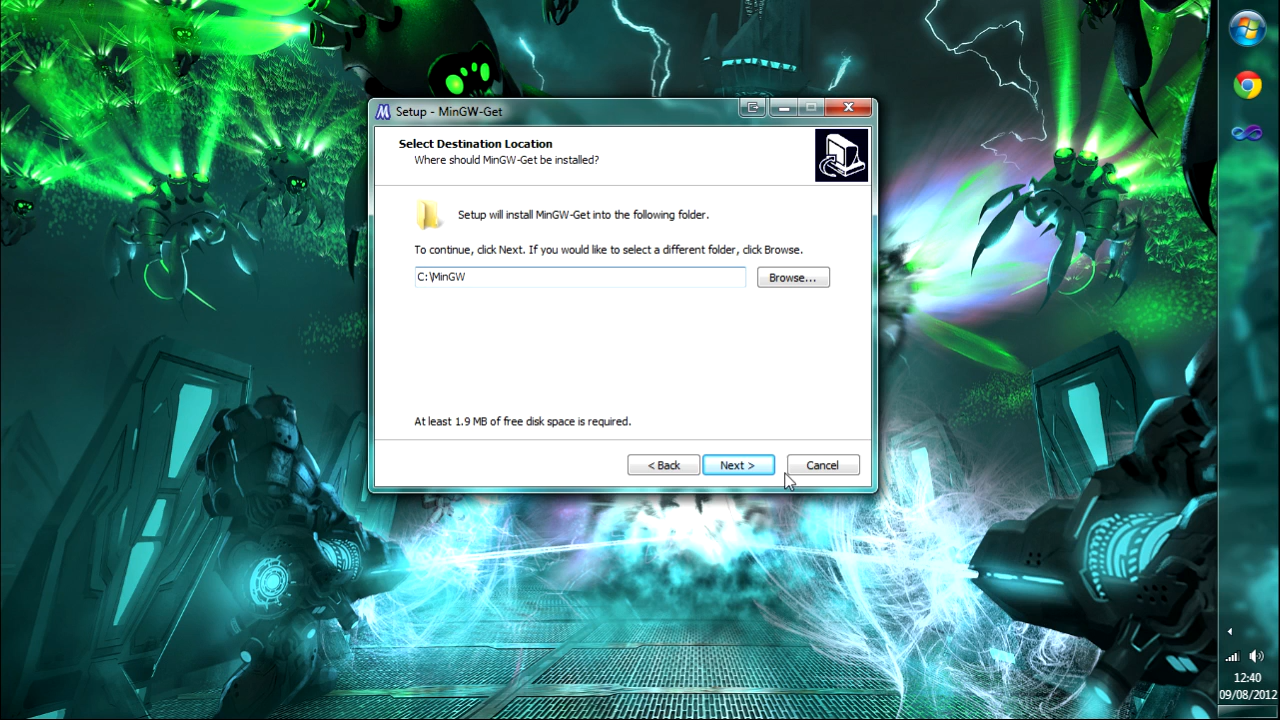 Setup - MinGW-Get
Select Destination Location
Where should MinGW-Get be installed?
Setup will install MinGW-Get into the following folder.
To continue, click Next. If you would like to select a different folder, click Browse.
C:\MinGW
Browse...
At least 1.9 MB of free disk space is required.
< Back
Next >
Cancel
12:40
09/08/2012